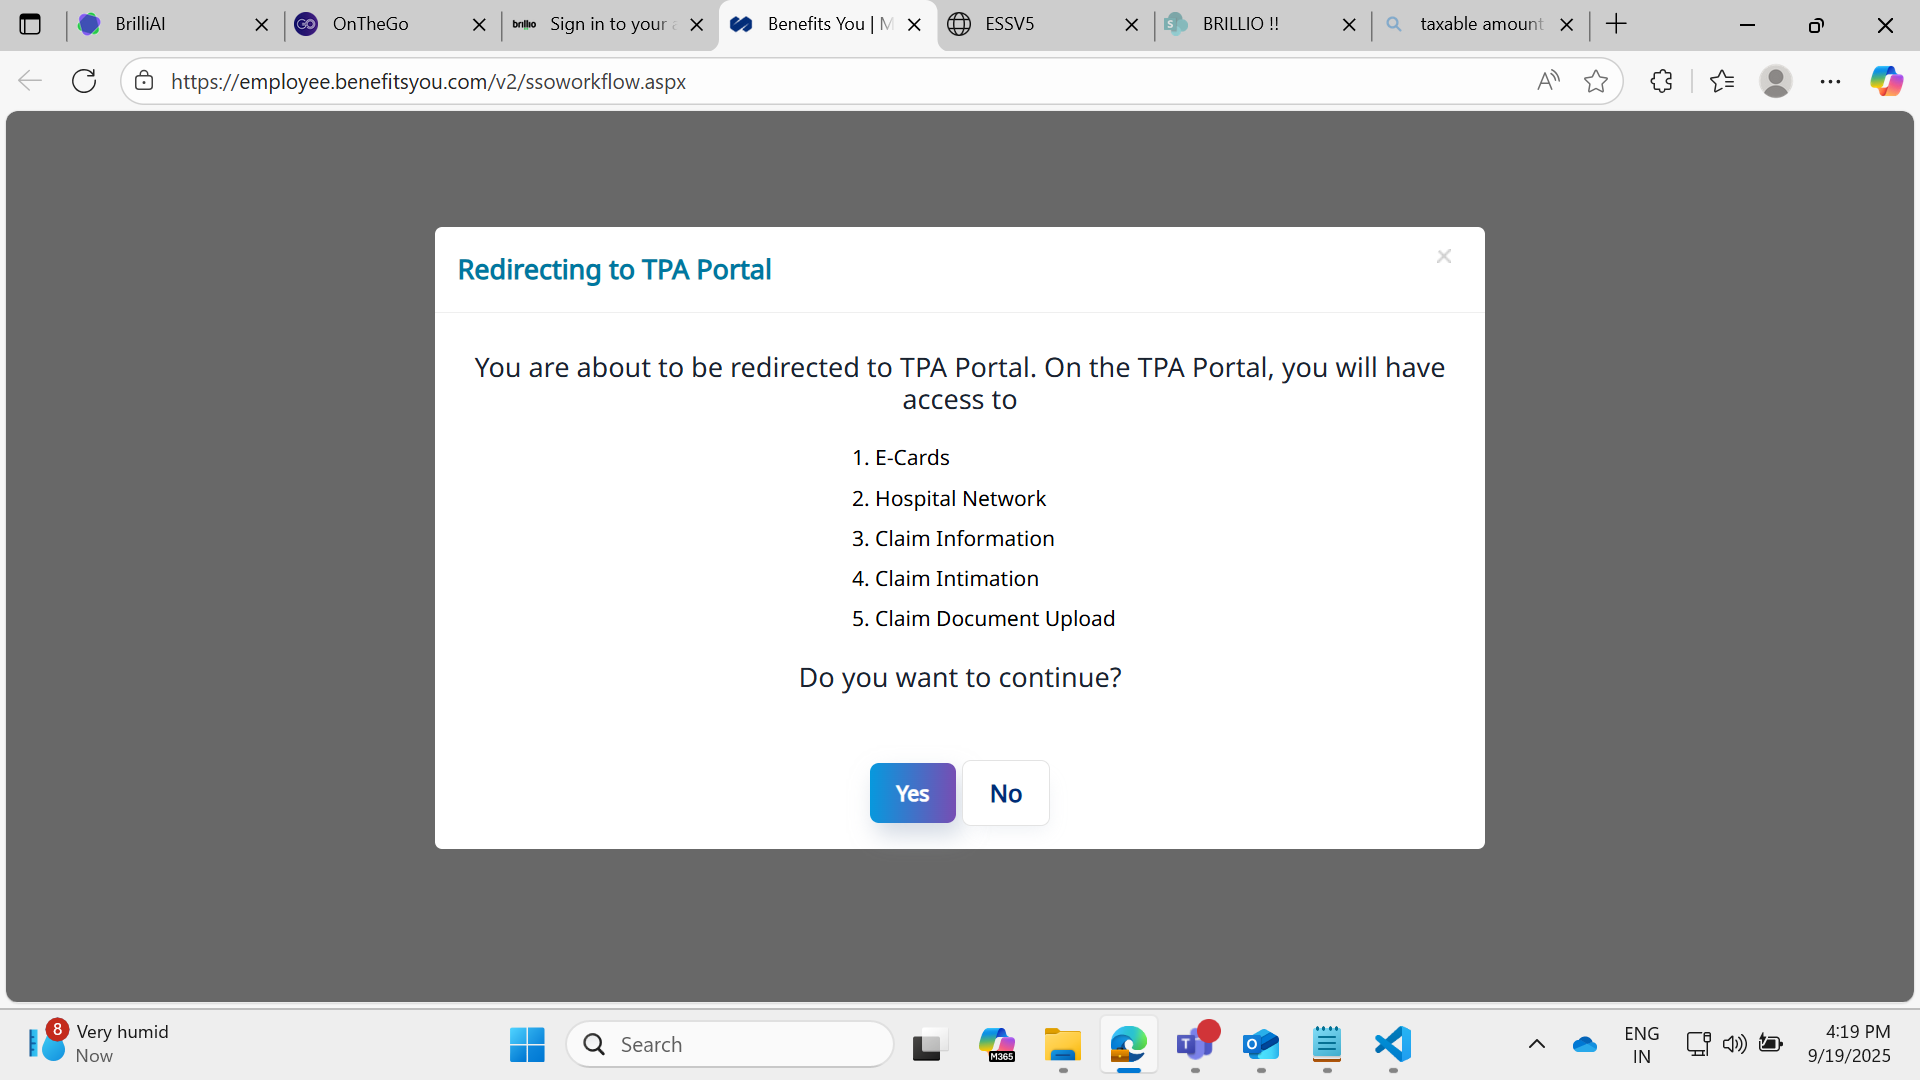 BrilliAI
GO
OnTheGo
brillio
Sign in to your a
Benefits You | M
ESSV5
S
BRILLIO !!
taxable amount
https://employee.benefitsyou.com/v2/ssoworkflow.aspx
Redirecting to TPA Portal
You are about to be redirected to TPA Portal. On the TPA Portal, you will have
access to
1. E-Cards
2. Hospital Network
3. Claim Information
4. Claim Intimation
5. Claim Document Upload
Do you want to continue?
Yes
No
8
Very humid
Now
Search
M365
T
O
ENG
IN
4:19 PM
9/19/2025